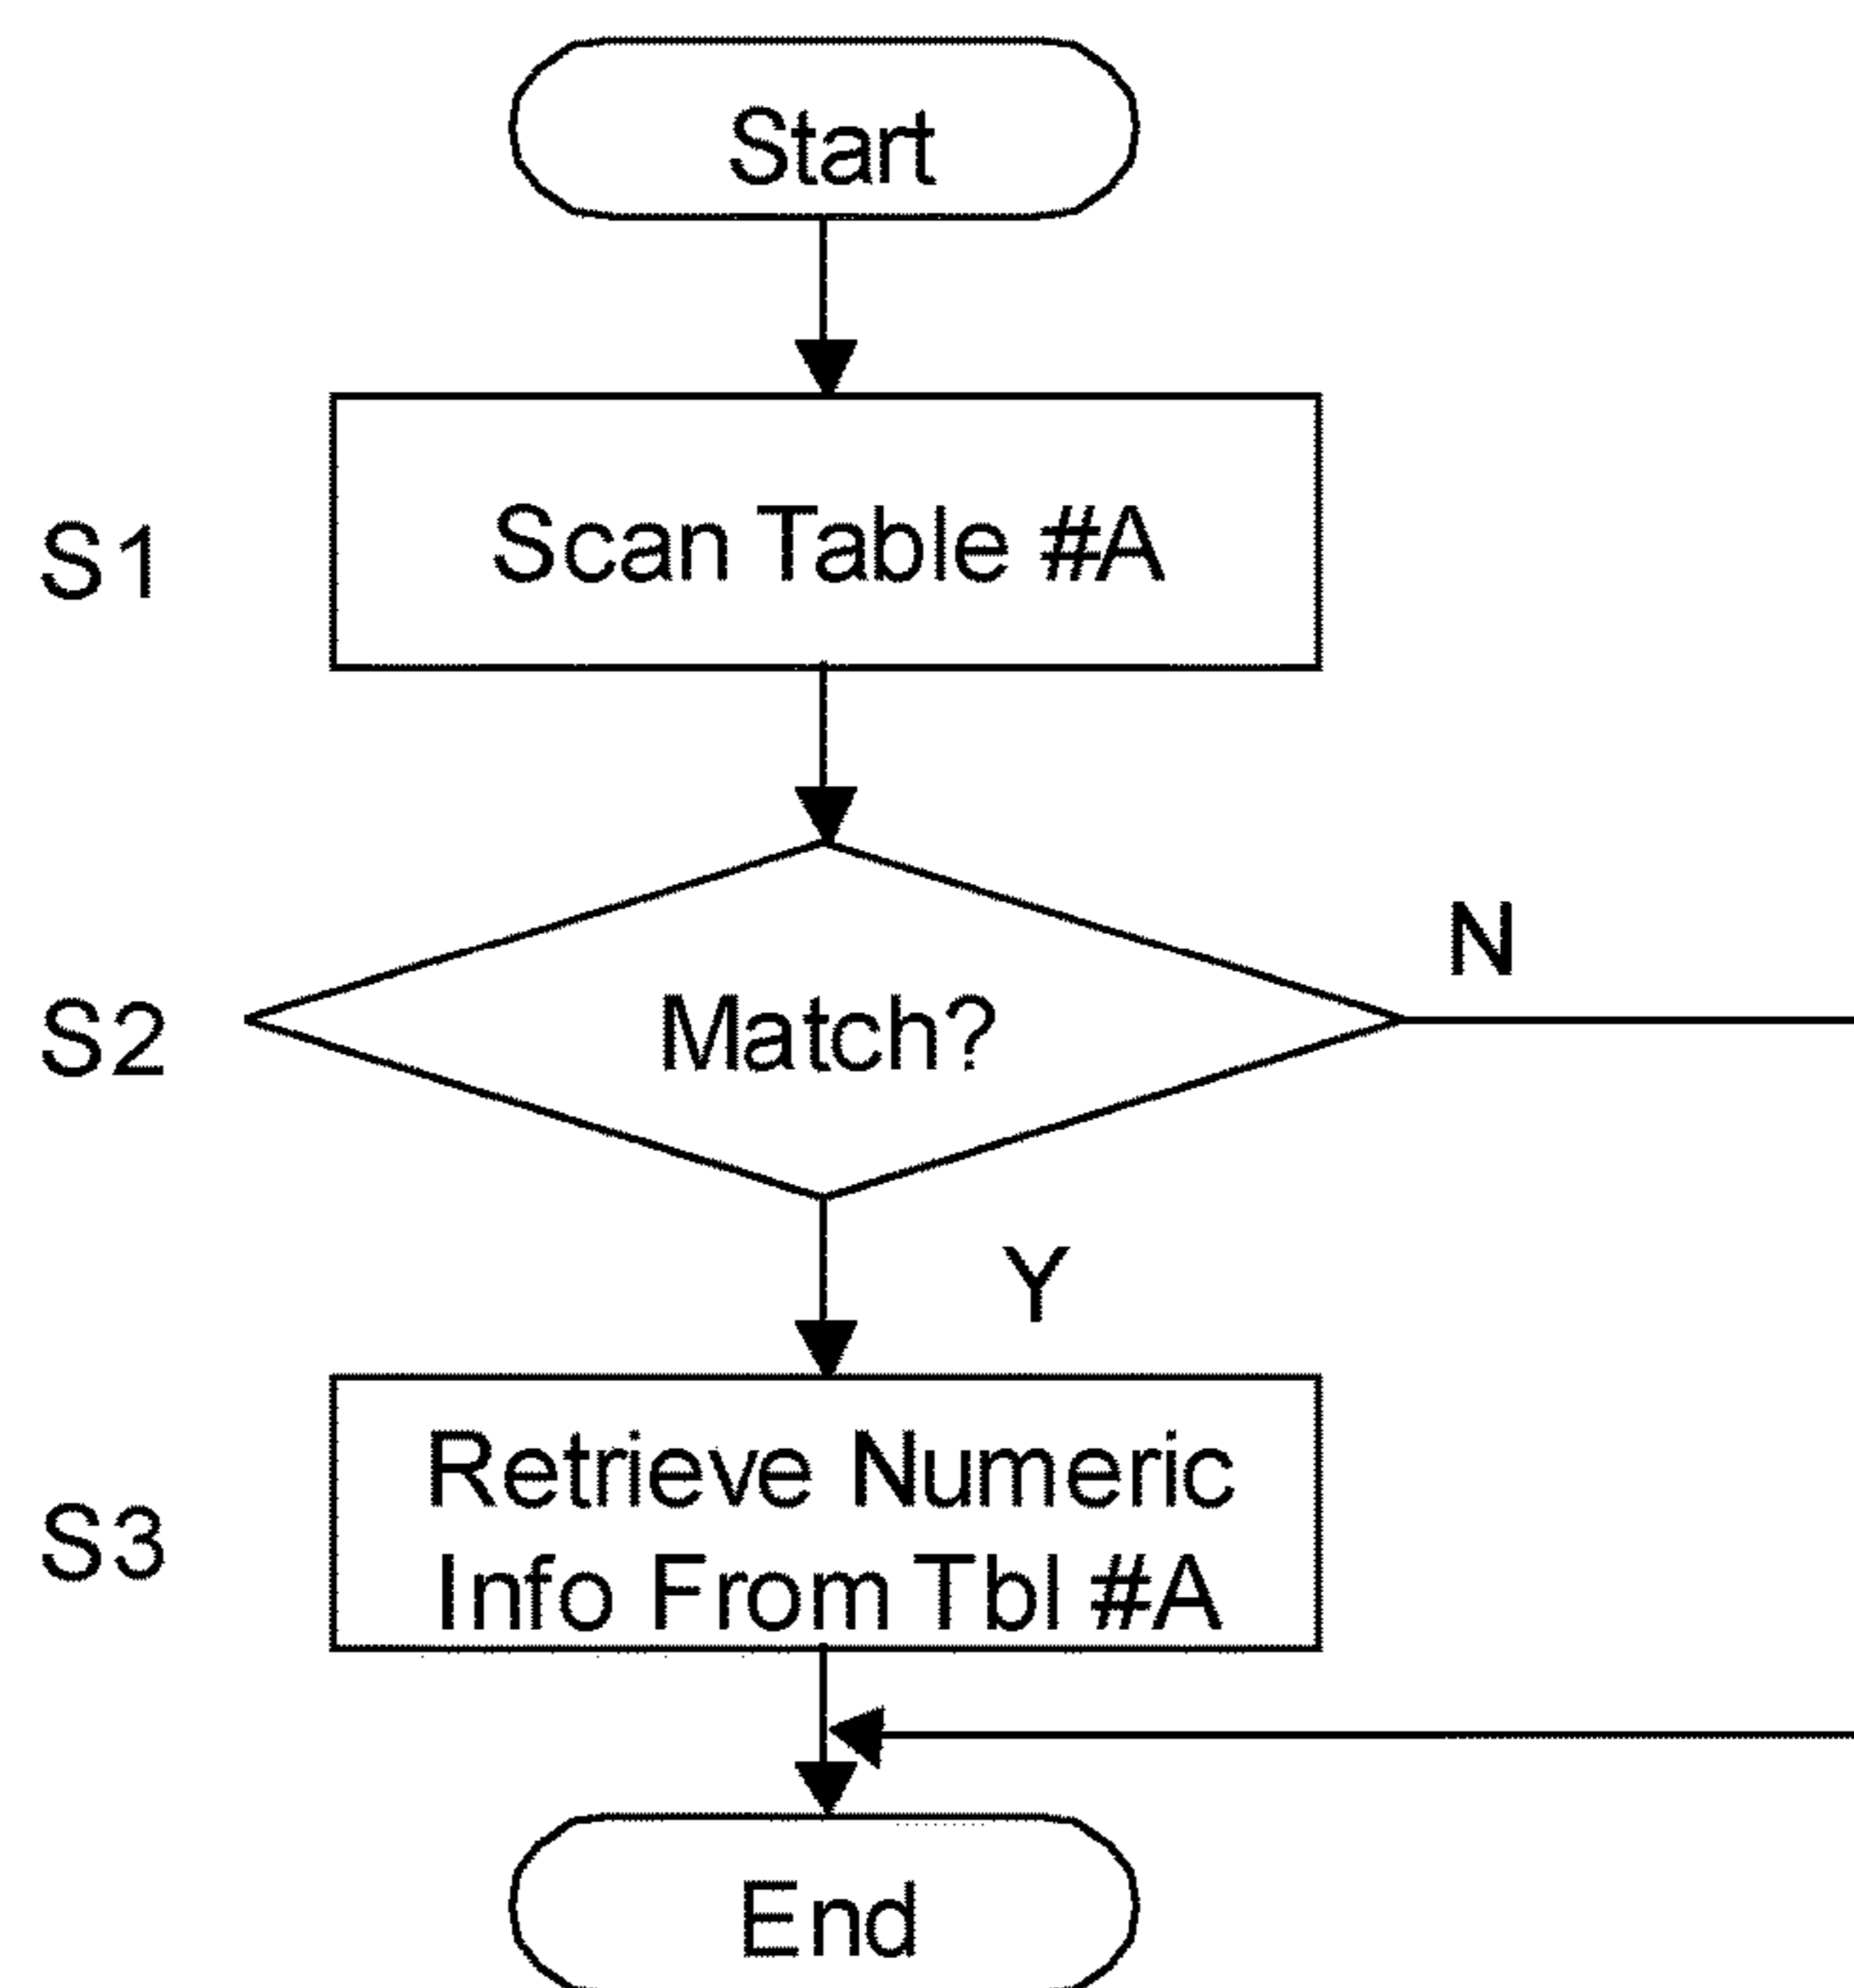 Start
S1
Scan Table #A
S2
Match?
N
Y
S3
Retrieve Numeric
Info From Tbl #A
End